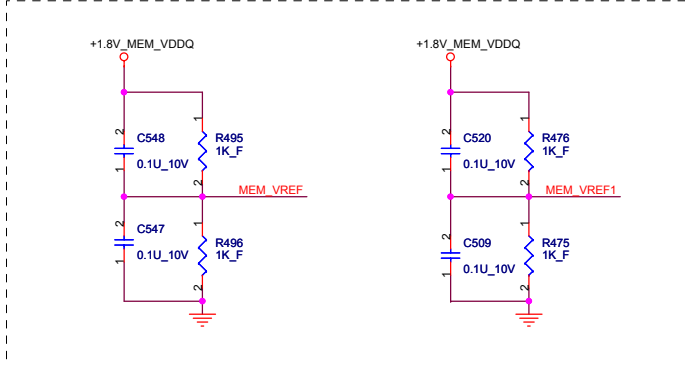 +1.8V_MEM_VDDQ
+1.8V_MEM_VDDQ
2
1
C548
R495
0.1U_10V
1K_F
1
2
MEM_VREF
2
1
C547
R496
0.1U_10V
1K_F
1
2
2
1
C520
R476
0.1U_10V
1K_F
1
2
MEM_VREF1
2
1
C509
R475
0.1U_10V
1K_F
1
2